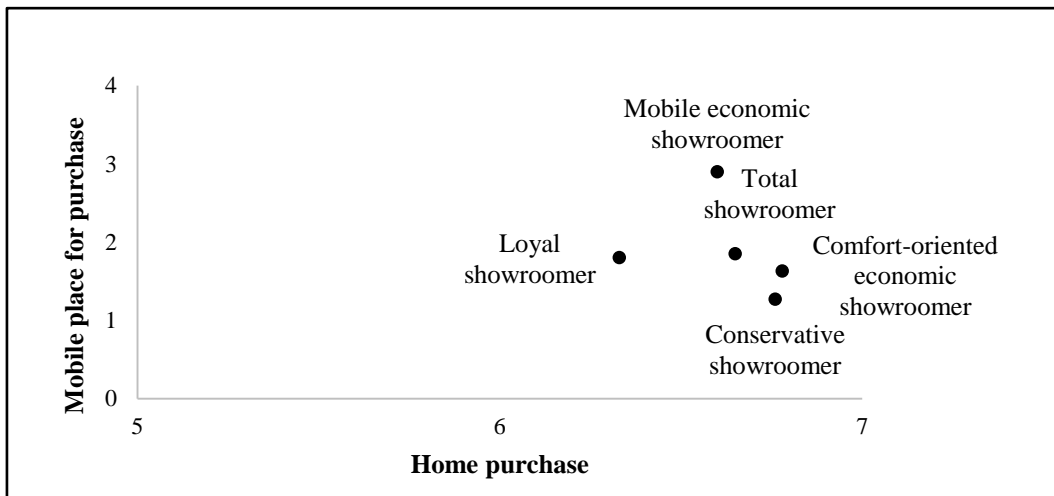 Mobile place for purchase
4
3
2
1
0
Mobile economic
showroomer
Total
showroomer
Loyal
showroomer
Comfort-oriented
economic
showroomer
Conservative
showroomer
5
6
7
Home purchase